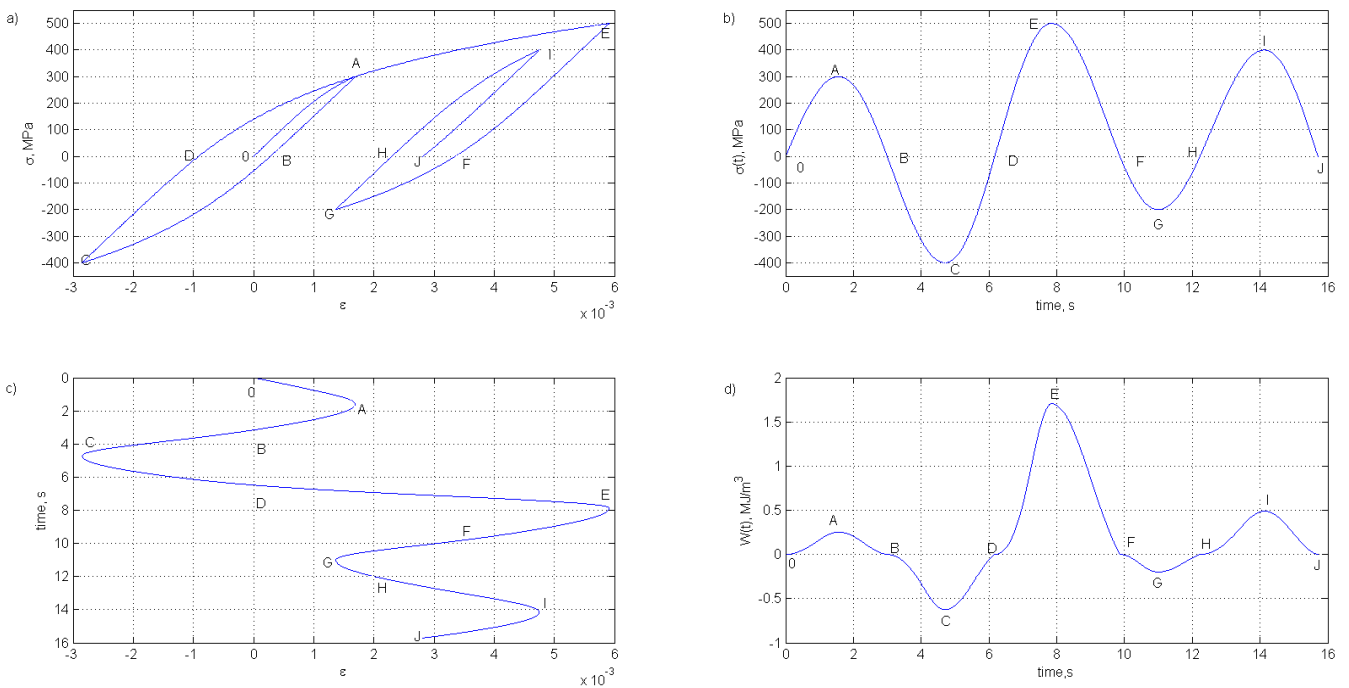 a)
500
400
300
200
100
0
-100
-200
-300
-400
σ, MPa
-3
-2
-1
0
1
2
3
4
5
6
ε
x 10⁻³
A
D
0
B
C
E
I
H
J
F
G
b)
500
400
300
200
100
0
-100
-200
-300
-400
σ(t), MPa
0
2
4
6
8
10
12
14
16
time, s
0
A
B
C
D
E
F
G
H
I
J
c)
0
2
4
6
8
10
12
14
16
time, s
-3
-2
-1
0
1
2
3
4
5
6
ε
x 10⁻³
0
A
C
B
D
E
F
G
H
I
J
d)
2
1.5
1
0.5
0
-0.5
-1
W(t), MJ/m³
0
2
4
6
8
10
12
14
16
time,s
0
A
B
C
D
E
F
G
H
I
J